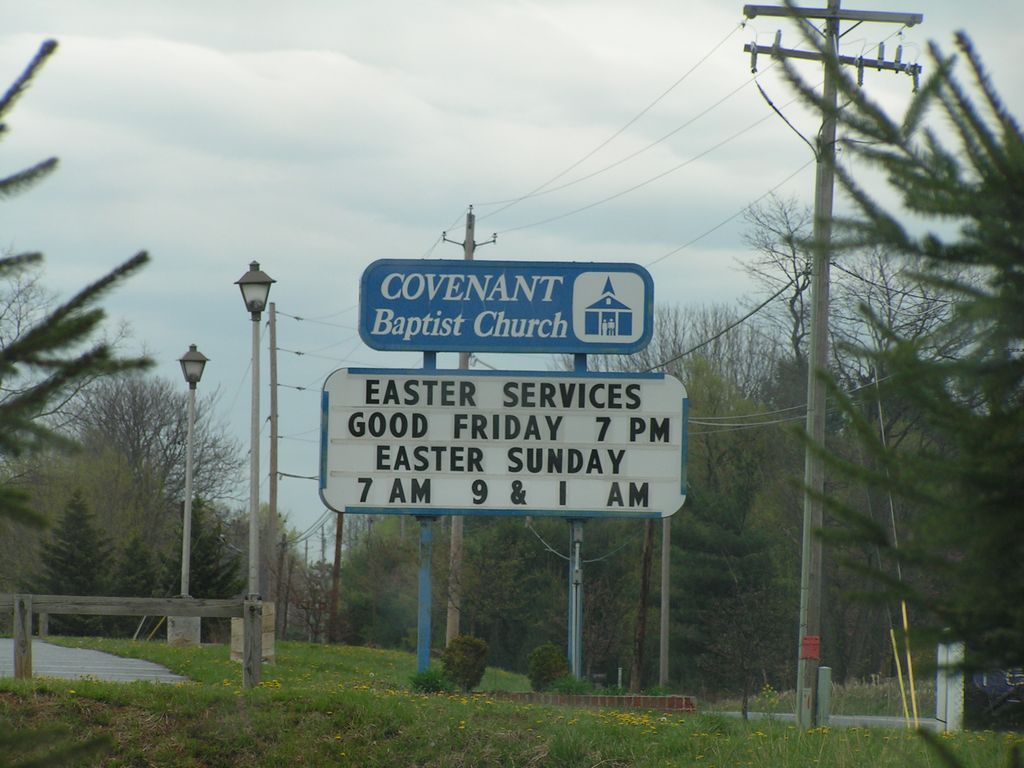 COVENANT
Baptist Church
EASTER SERVICES
GOOD FRIDAY 7 PM
EASTER SUNDAY
7 AM 9 & 1 AM